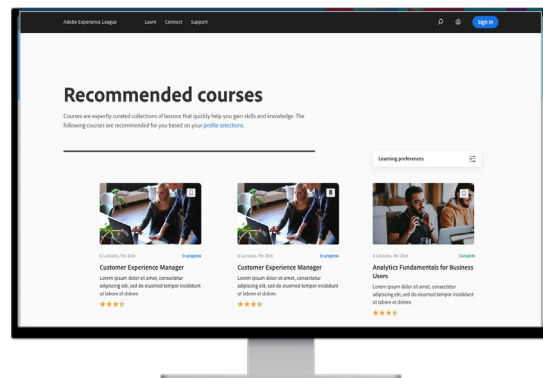 Adobe Experience League Learn Connect Support Sign in
Recommended courses
Courses are expertly curated collections of lessons that quickly help you gain skills and knowledge. The
following courses are recommended for you based on your profile selections.
Learning preferences
6 Lessons, 1hr 35m In progress
Customer Experience Manager
Lorem ipsum dolor sit amet, consectetur
adipiscing elit, sed do eiusmod tempor incididunt
ut labore et dolore.
6 Lessons, 1hr 35m In progress
Customer Experience Manager
Lorem ipsum dolor sit amet, consectetur
adipiscing elit, sed do eiusmod tempor incididunt
ut labore et dolore.
6 Lessons, 1hr 35m Complete
Analytics Fundamentals for Business
Users
Lorem ipsum dolor sit amet, consectetur
adipiscing elit, sed do eiusmod tempor incididunt
ut labore et dolore.